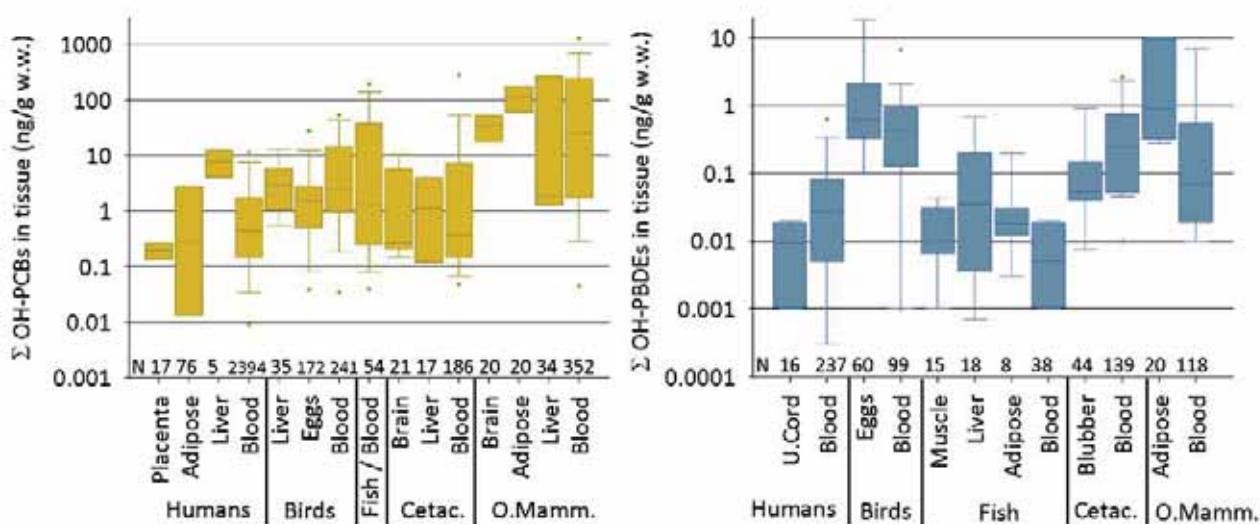 Σ OH-PCBs in tissue (ng/g w.w.)
1000
100
10
1
0.1
0.01
0.001
N 17 76 5 2394 35 172 241 54 21 17 186 20 20 34 352
Placenta
Adipose
Liver
Blood
Liver
Eggs
Blood
Fish / Blood
Brain
Liver
Blood
Brain
Adipose
Liver
Blood
Humans Birds Cetac. O.Mamm.
Σ OH-PBDEs in tissue (ng/g w.w.)
10
1
0.1
0.01
0.001
0.0001
N 16 237 60 99 15 18 8 38 44 139 20 118
U.Cord
Blood
Eggs
Blood
Muscle
Liver
Adipose
Blood
Blubber
Blood
Adipose
Blood
Humans Birds Fish Cetac. O.Mamm.